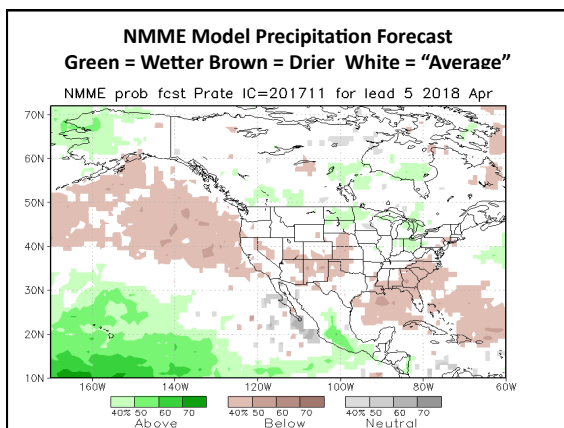 NMME Model Precipitation Forecast
Green = Wetter Brown = Drier White = “Average”
NMME prob fcst Prate IC=201711 for lead 5 2018 Apr
70N
60N
50N
40N
30N
20N
10N
160W 140W 120W 100W 80W 60W
40% 50 60 70 40% 50 60 70 40% 50 60 70
Above Below Neutral